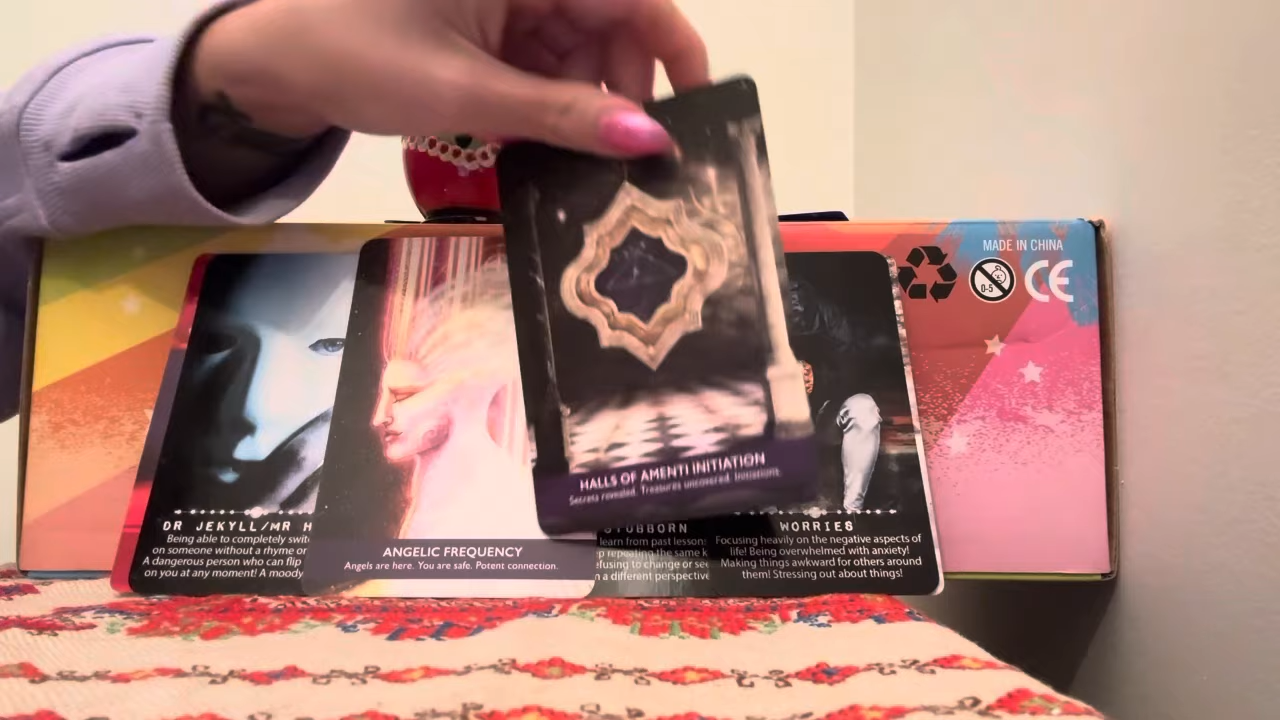 MADE IN CHINA
0-5
CE
HALLS OF AMENTI INITIATION
Secrets revealed. Treasures uncovered. Initiations.
DR JEKYLL/MR H
Being able to completely swit
on someone without a rhyme or
A dangerous person who can flip
on you at any moment! A moody
ANGELIC FREQUENCY
Angels are here. You are safe. Potent connection.
STUBBORN
learn from past lessons
p repeating the same k
efusing to change or see
n a different perspective
WORRIES
Focusing heavily on the negative aspects of
life! Being overwhelmed with anxiety!
Making things awkward for others around
them! Stressing out about things!